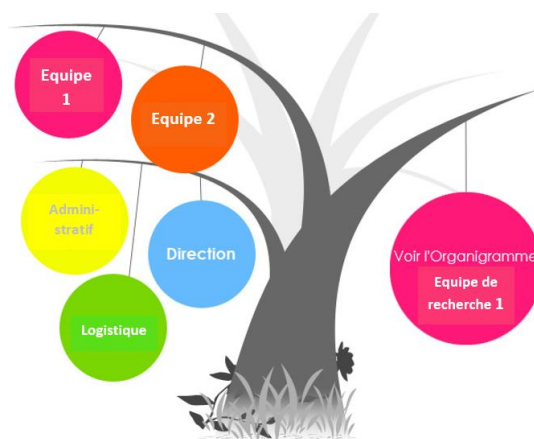 Equipe
1
Equipe 2
Admini-
stratif
Direction
Logistique
Voir l'Organigramme
Equipe de
recherche 1